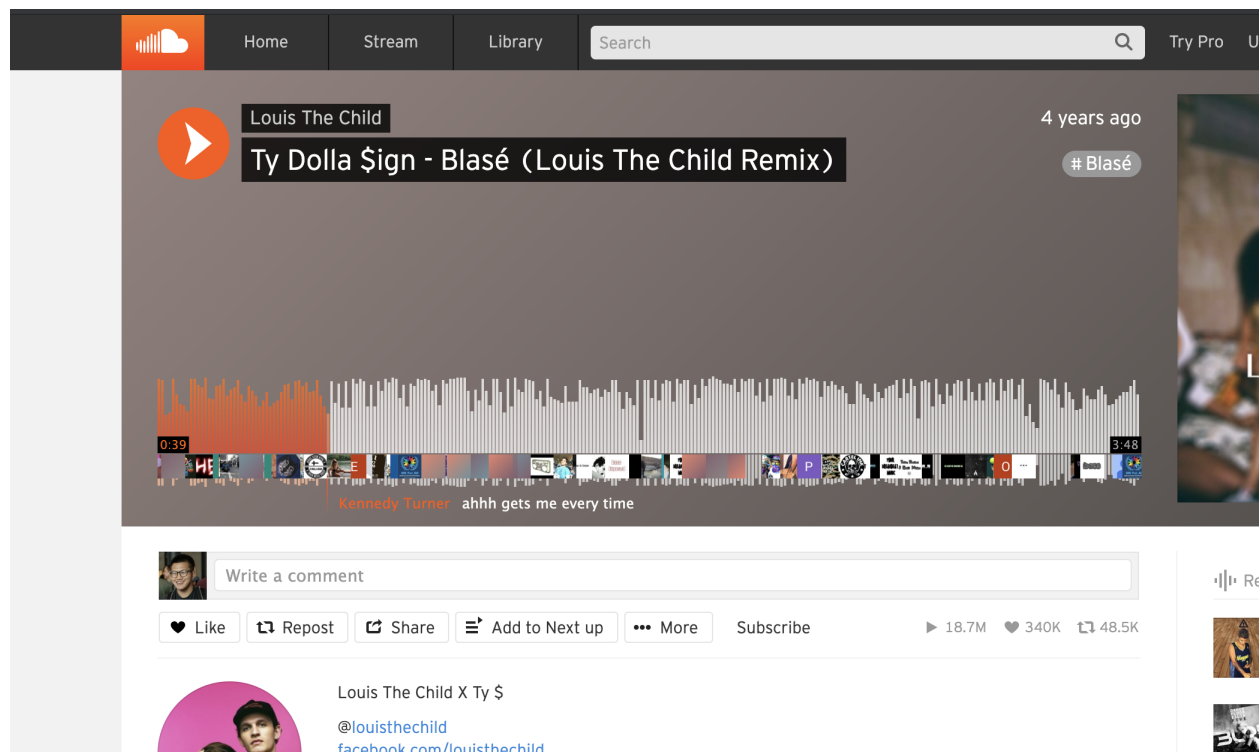 Home
Stream
Library
Search
Try Pro
Louis The Child
4 years ago
Ty Dolla $ign - Blasé (Louis The Child Remix)
# Blasé
0:39
3:48
E
P
O
Kennedy Turner ahhh gets me every time
Write a comment
Like
Repost
Share
Add to Next up
More
Subscribe
18.7M
340K
48.5K
Louis The Child X Ty $
@louisthechild
facebook.com/louisthechild